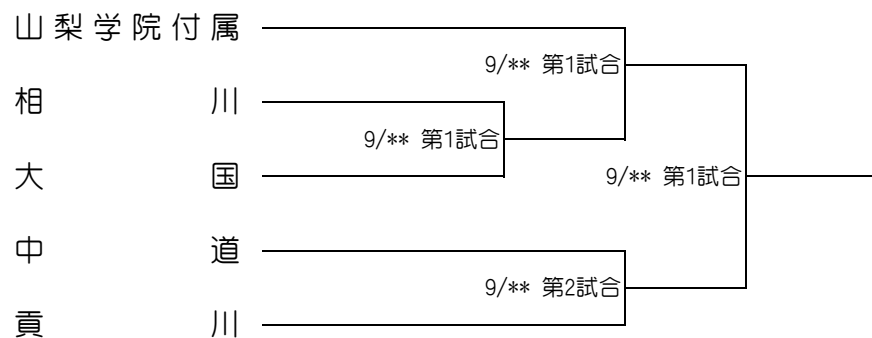 山梨学院付属
9/** 第1試合
相川
9/** 第1試合
大国
9/** 第1試合
中道
9/** 第2試合
貢川